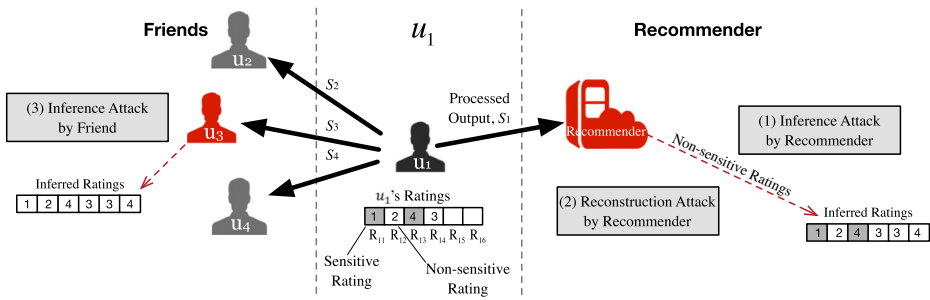 Friends
u1
Recommender
u2
(3) Inference Attack
by Friend
u3
S2
S3
S4
Processed
Output, S1
u1
Recommender
(1) Inference Attack
by Recommender
Non-sensitive Ratings
Inferred Ratings
1 2 4 3 3 4
u4
u1's Ratings
1 2 4 3
R11 R12 R13 R14 R15 R16
Sensitive
Rating
Non-sensitive
Rating
(2) Reconstruction Attack
by Recommender
Inferred Ratings
1 2 4 3 3 4